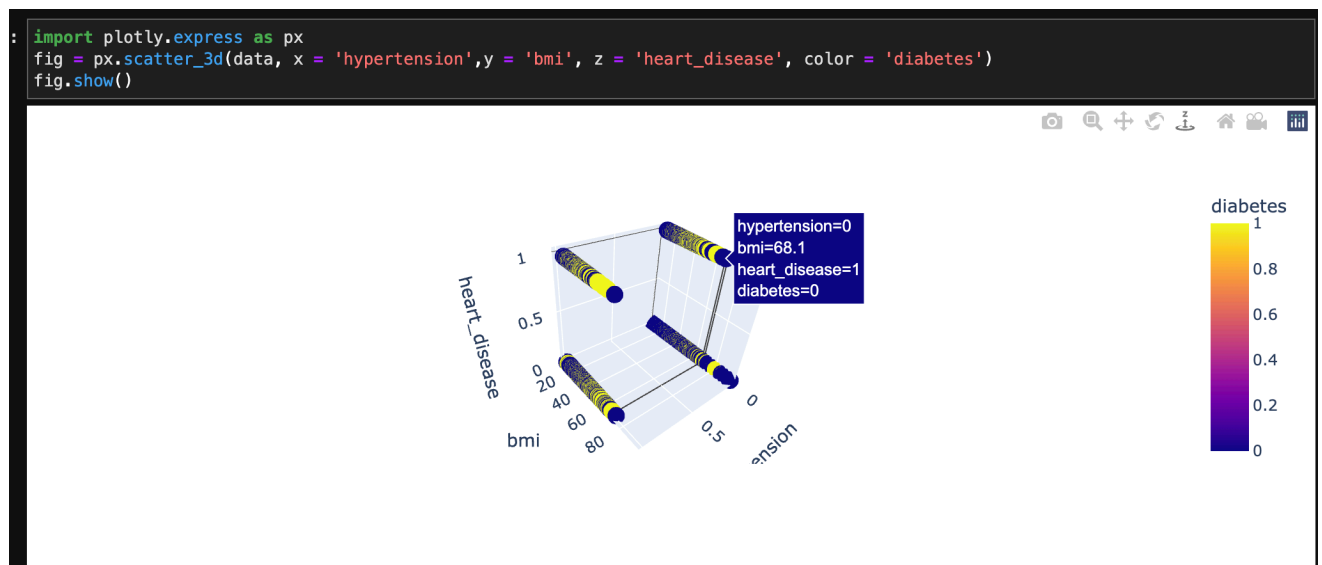 :
import plotly.express as px
fig = px.scatter_3d(data, x = 'hypertension',y = 'bmi', z = 'heart_disease', color = 'diabetes')
fig.show()
z
diabetes
1
0.8
0.6
0.4
0.2
0
hypertension=0
bmi=68.1
heart_disease=1
diabetes=0
1
0.5
0
heart_disease
20
40
60
80
bmi
0
0.5
ension